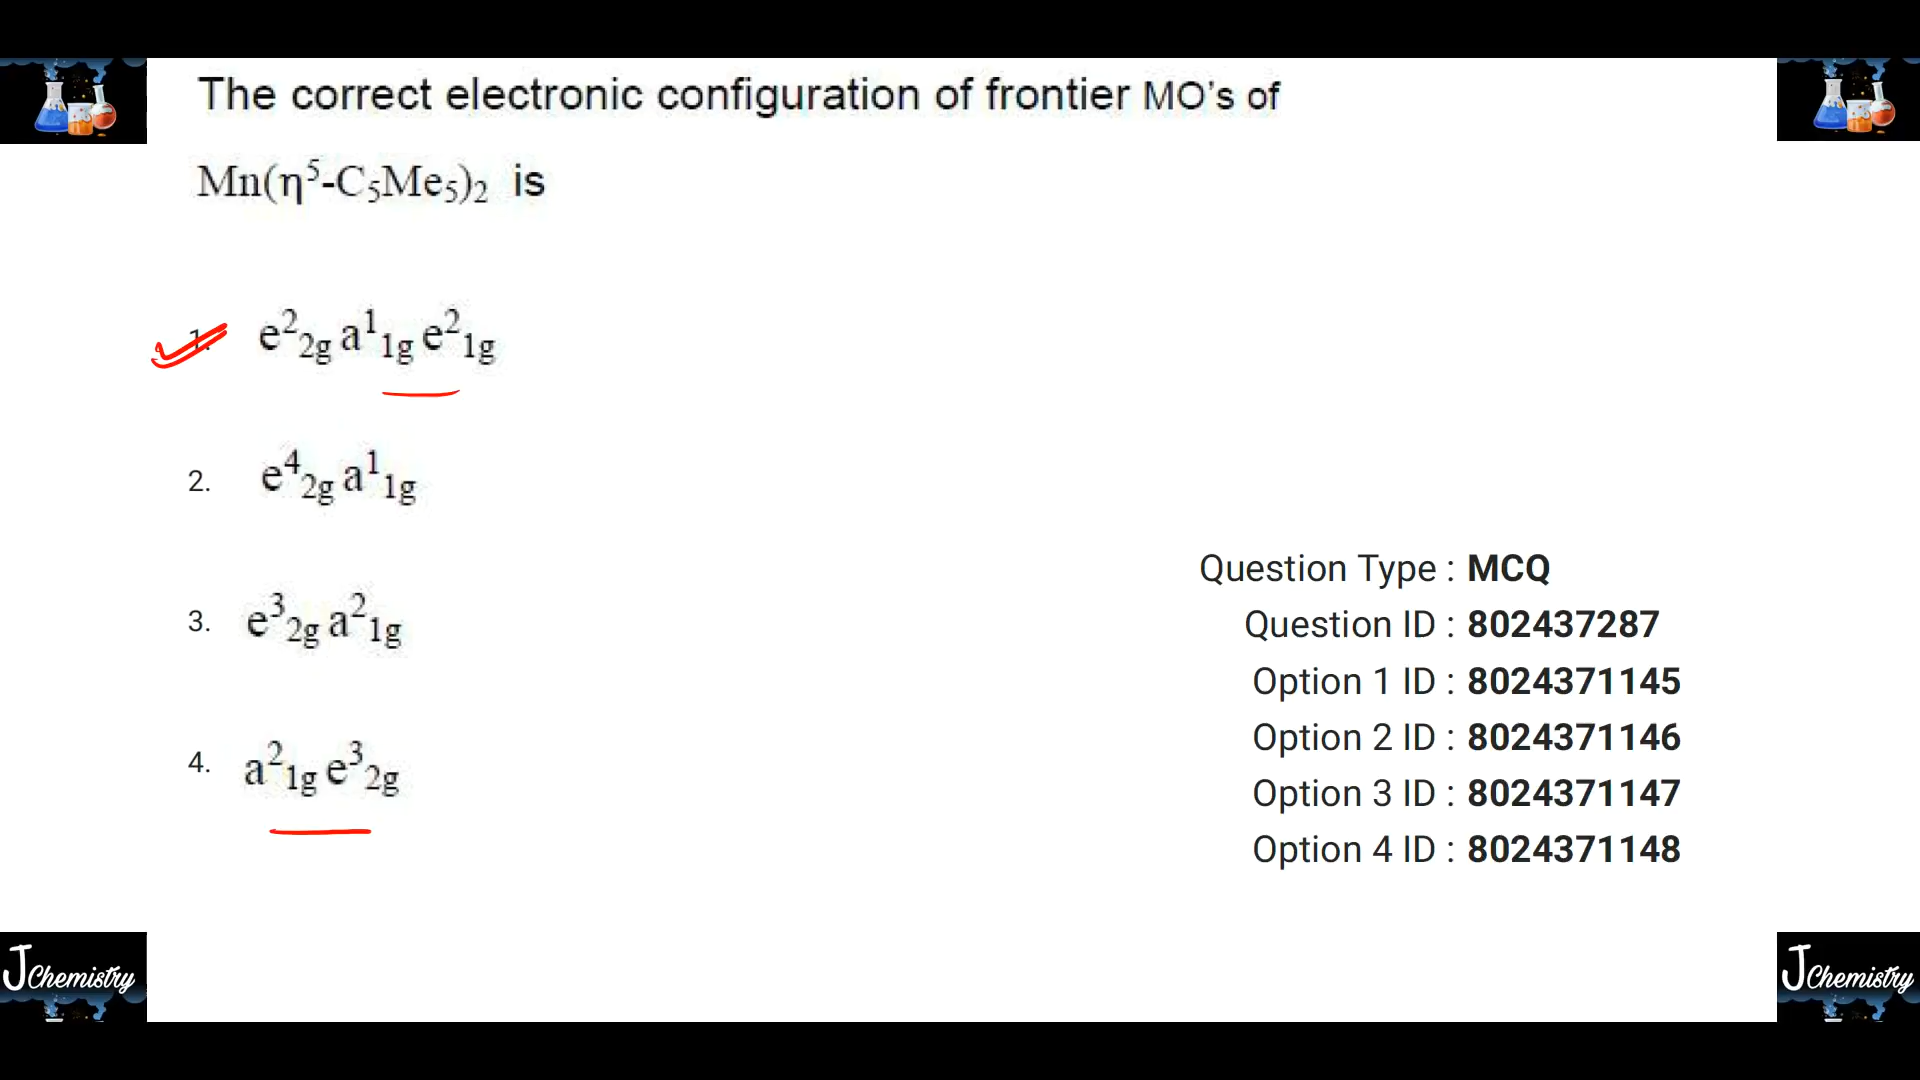 The correct electronic configuration of frontier MO's of
Mn(η⁵-C₅Me₅)₂ is
1. e²₂g a¹₁g e²₁g
2. e⁴₂g a¹₁g
3. e³₂g a²₁g
4. a²₁g e³₂g
Question Type : MCQ
Question ID : 802437287
Option 1 ID : 8024371145
Option 2 ID : 8024371146
Option 3 ID : 8024371147
Option 4 ID : 8024371148
JChemistry
JChemistry